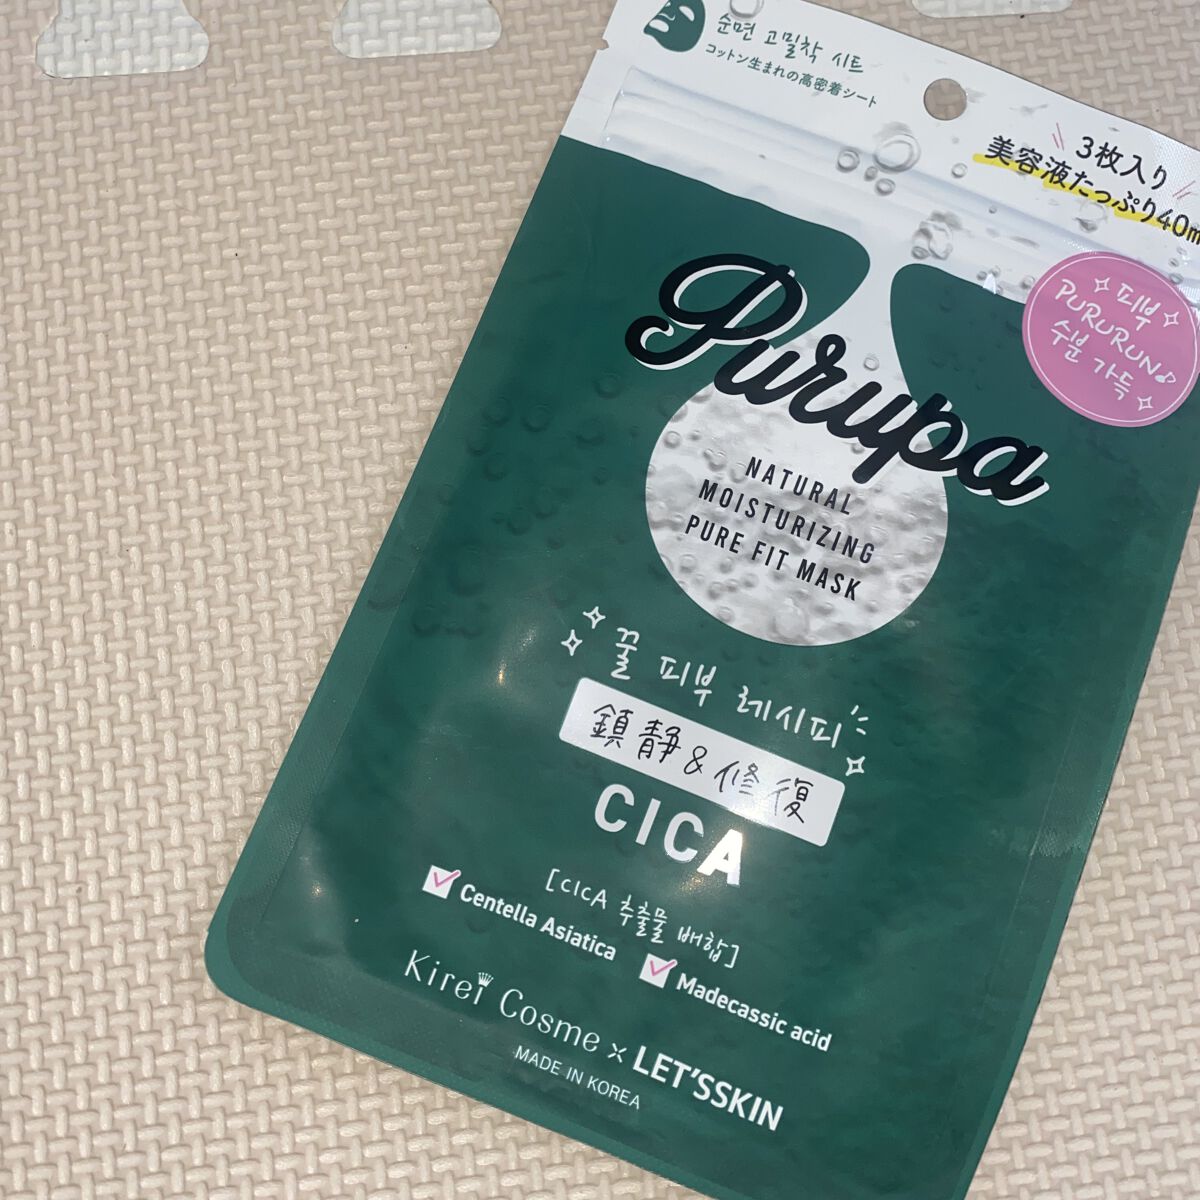 순면 고밀착 시트
コットン生まれの高密着シート
3枚入り
美容液たっぷり40m
피부
PURURUN♪
수분 가득
Purupa
NATURAL
MOISTURIZING
PURE FIT MASK
꿀 피부 레시피
鎮静&修復
CICA
[CICA 추출물 배합]
Centella Asiatica
Madecassic acid
Kirei Cosme × LET'SSKIN
MADE IN KOREA